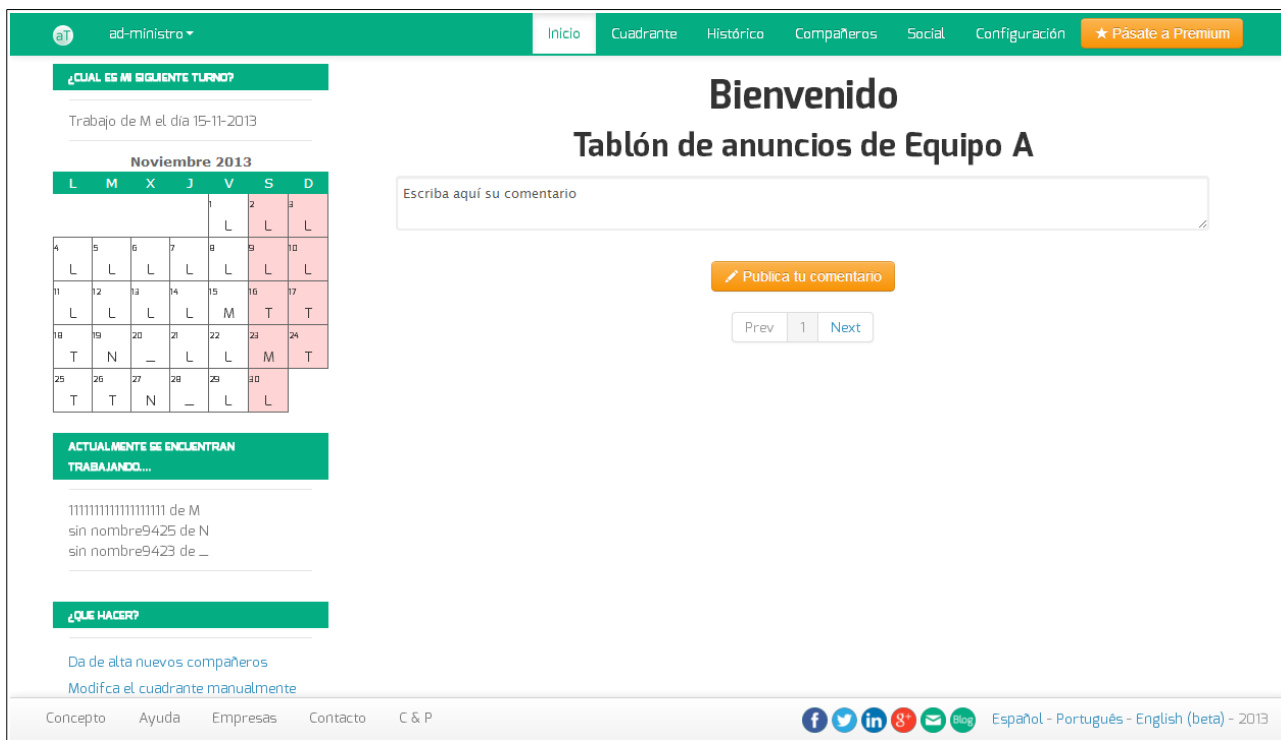 aT ad-ministro Inicio Cuadrante Histórico Compañeros Social Configuración ★ Pásate a Premium
¿CUAL ES MI SIGUIENTE TURNO?
Trabajo de M el día 15-11-2013
Noviembre 2013
L M X J V S D
1 2 3
L L L
4 5 6 7 8 9 10
L L L L L L L
11 12 13 14 15 16 17
L L L L M T T
18 19 20 21 22 23 24
T N _ L L M T
25 26 27 28 29 30
T T N _ L L
ACTUALMENTE SE ENCUENTRAN
TRABAJANDO....
1111111111111111111 de M
sin nombre9425 de N
sin nombre9423 de _
¿QUE HACER?
Da de alta nuevos compañeros
Modifca el cuadrante manualmente
Bienvenido
Tablón de anuncios de Equipo A
Escriba aquí su comentario
Publica tu comentario
Prev 1 Next
Concepto Ayuda Empresas Contacto C & P f in g+ Blog Español - Português - English (beta) - 2013